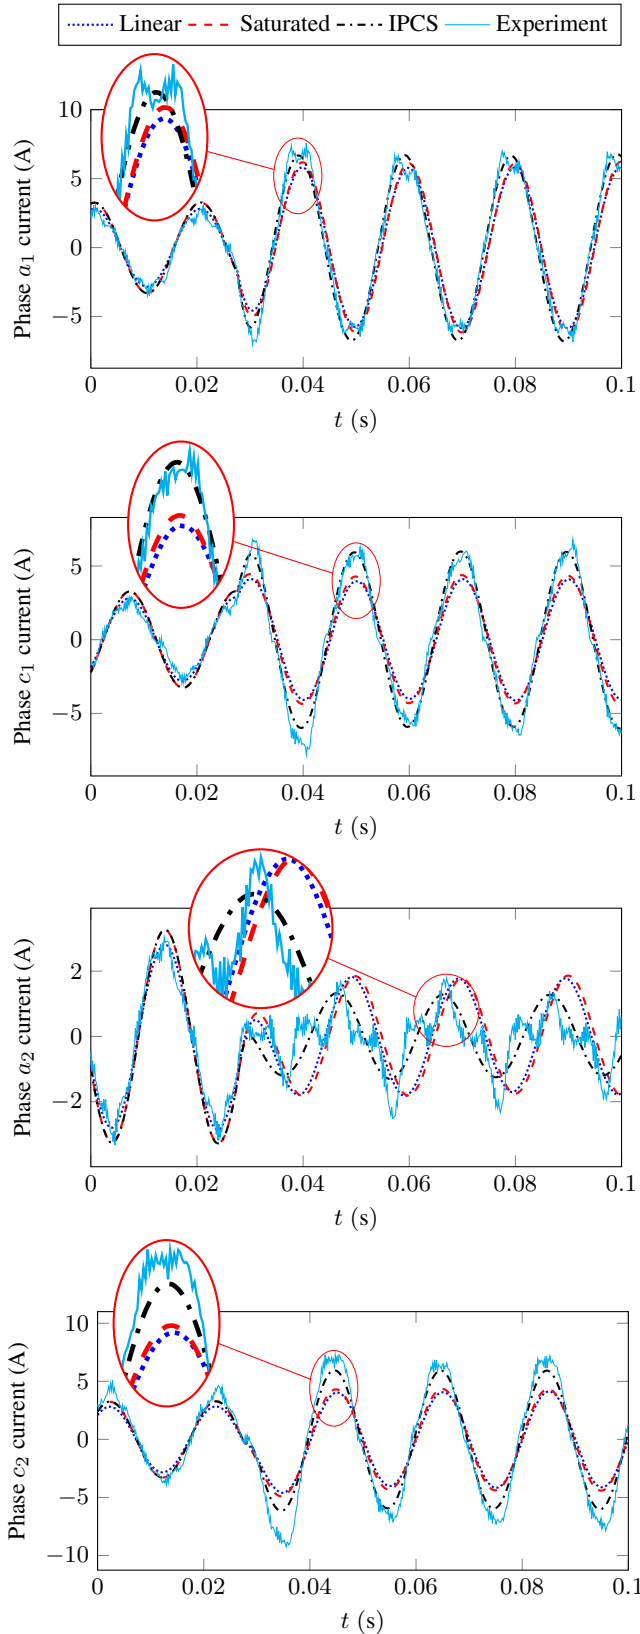 Linear Saturated IPCS Experiment
10
5
0
−5
Phase a1 current (A)
0 0.02 0.04 0.06 0.08 0.1
t (s)
5
0
−5
Phase c1 current (A)
0 0.02 0.04 0.06 0.08 0.1
t (s)
2
0
−2
Phase a2 current (A)
0 0.02 0.04 0.06 0.08 0.1
t (s)
10
5
0
−5
−10
Phase c2 current (A)
0 0.02 0.04 0.06 0.08 0.1
t (s)